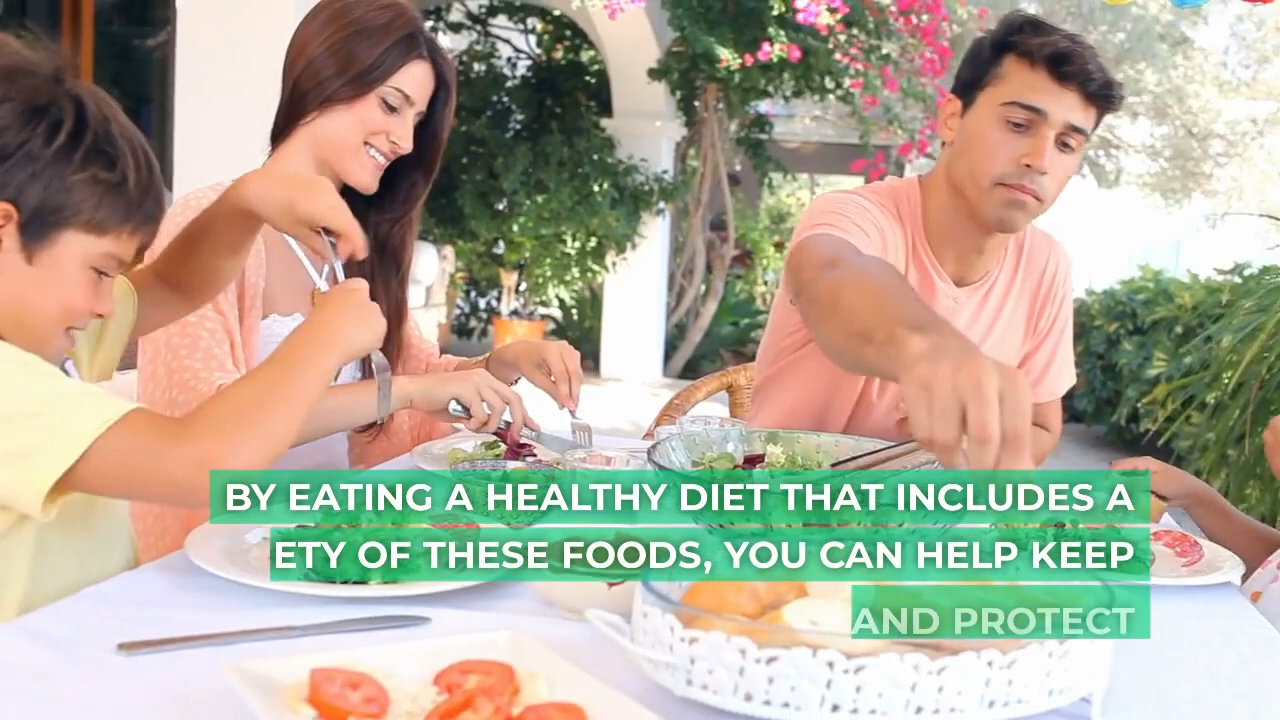 BY EATING A HEALTHY DIET THAT INCLUDES A
ETY OF THESE FOODS, YOU CAN HELP KEEP
AND PROTECT